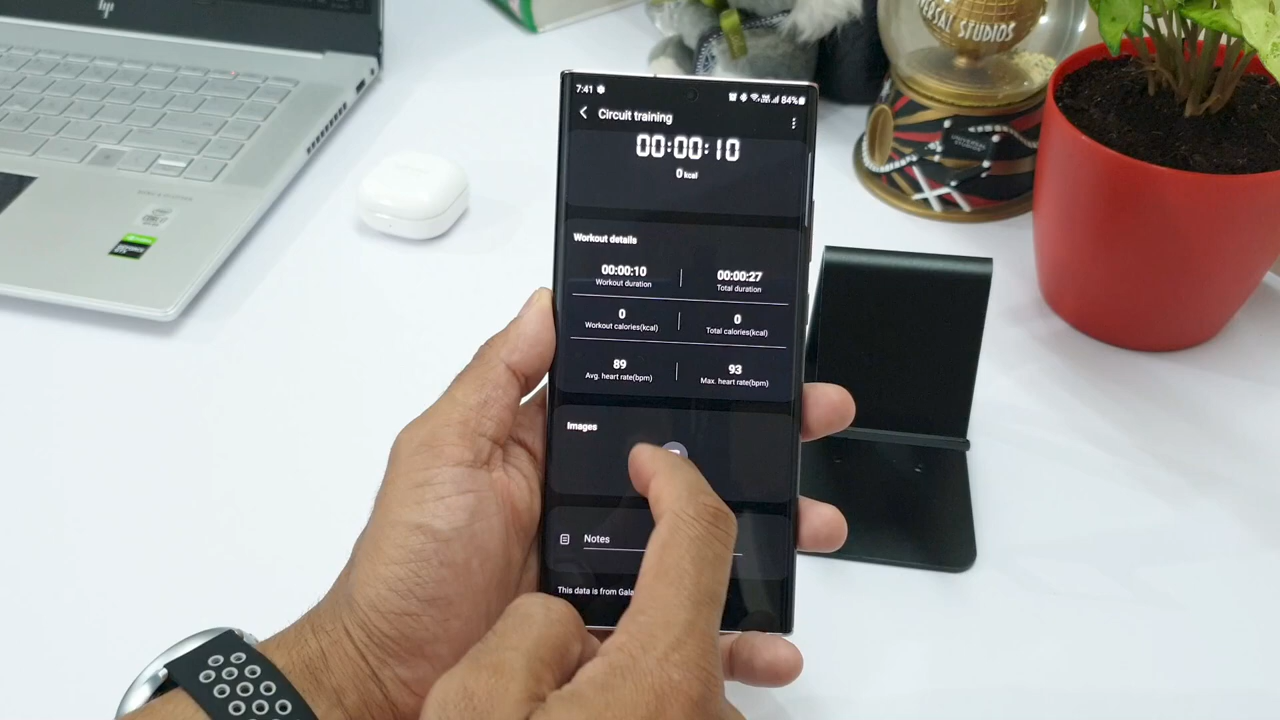 hp
VERSAL STUDIOS
7:41
84%
Circuit training
00:00:10
0 kcal
Workout details
00:00:10
Workout duration
00:00:27
Total duration
0
Workout calories(kcal)
0
Total calories(kcal)
89
Avg. heart rate(bpm)
93
Max. heart rate(bpm)
Images
Notes
This data is from Gala